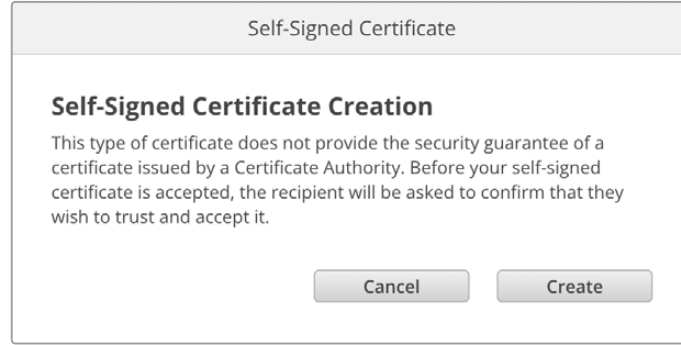 Self-Signed Certificate
Self-Signed Certificate Creation
This type of certificate does not provide the security guarantee of a
certificate issued by a Certificate Authority. Before your self-signed
certificate is accepted, the recipient will be asked to confirm that they
wish to trust and accept it.
Cancel Create